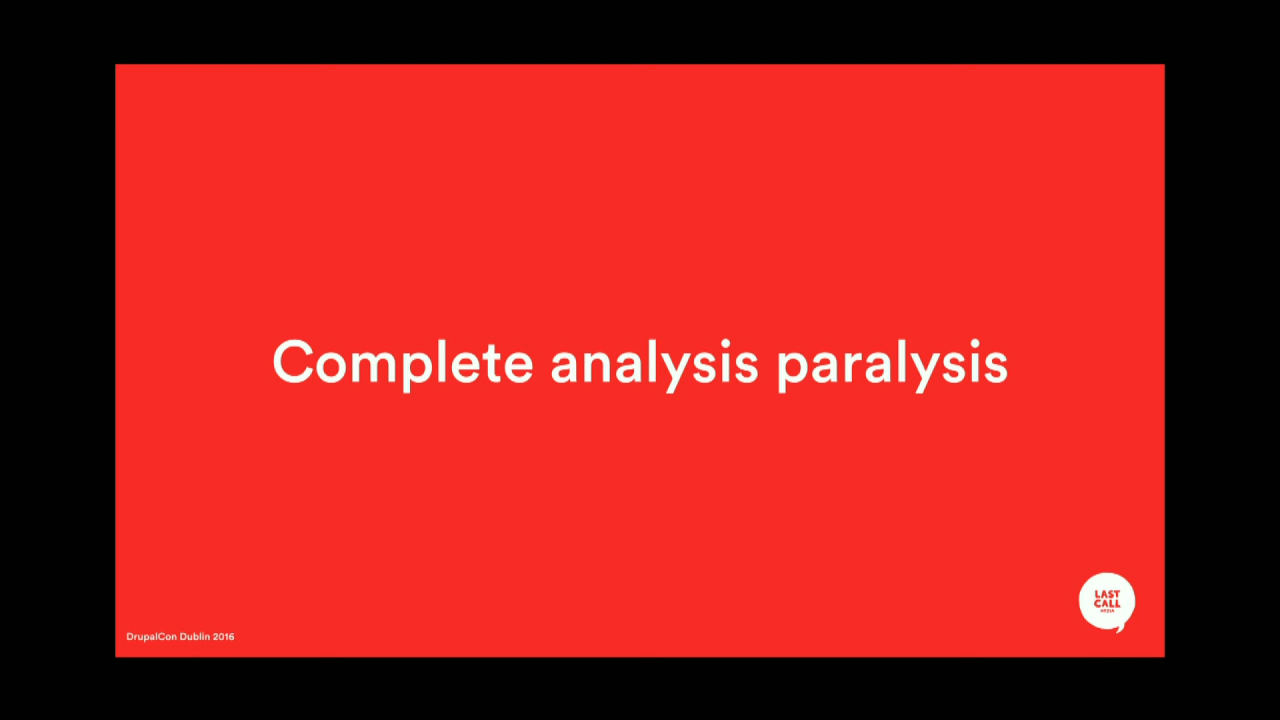 Complete analysis paralysis
LAST
CALL
MEDIA
DrupalCon Dublin 2016